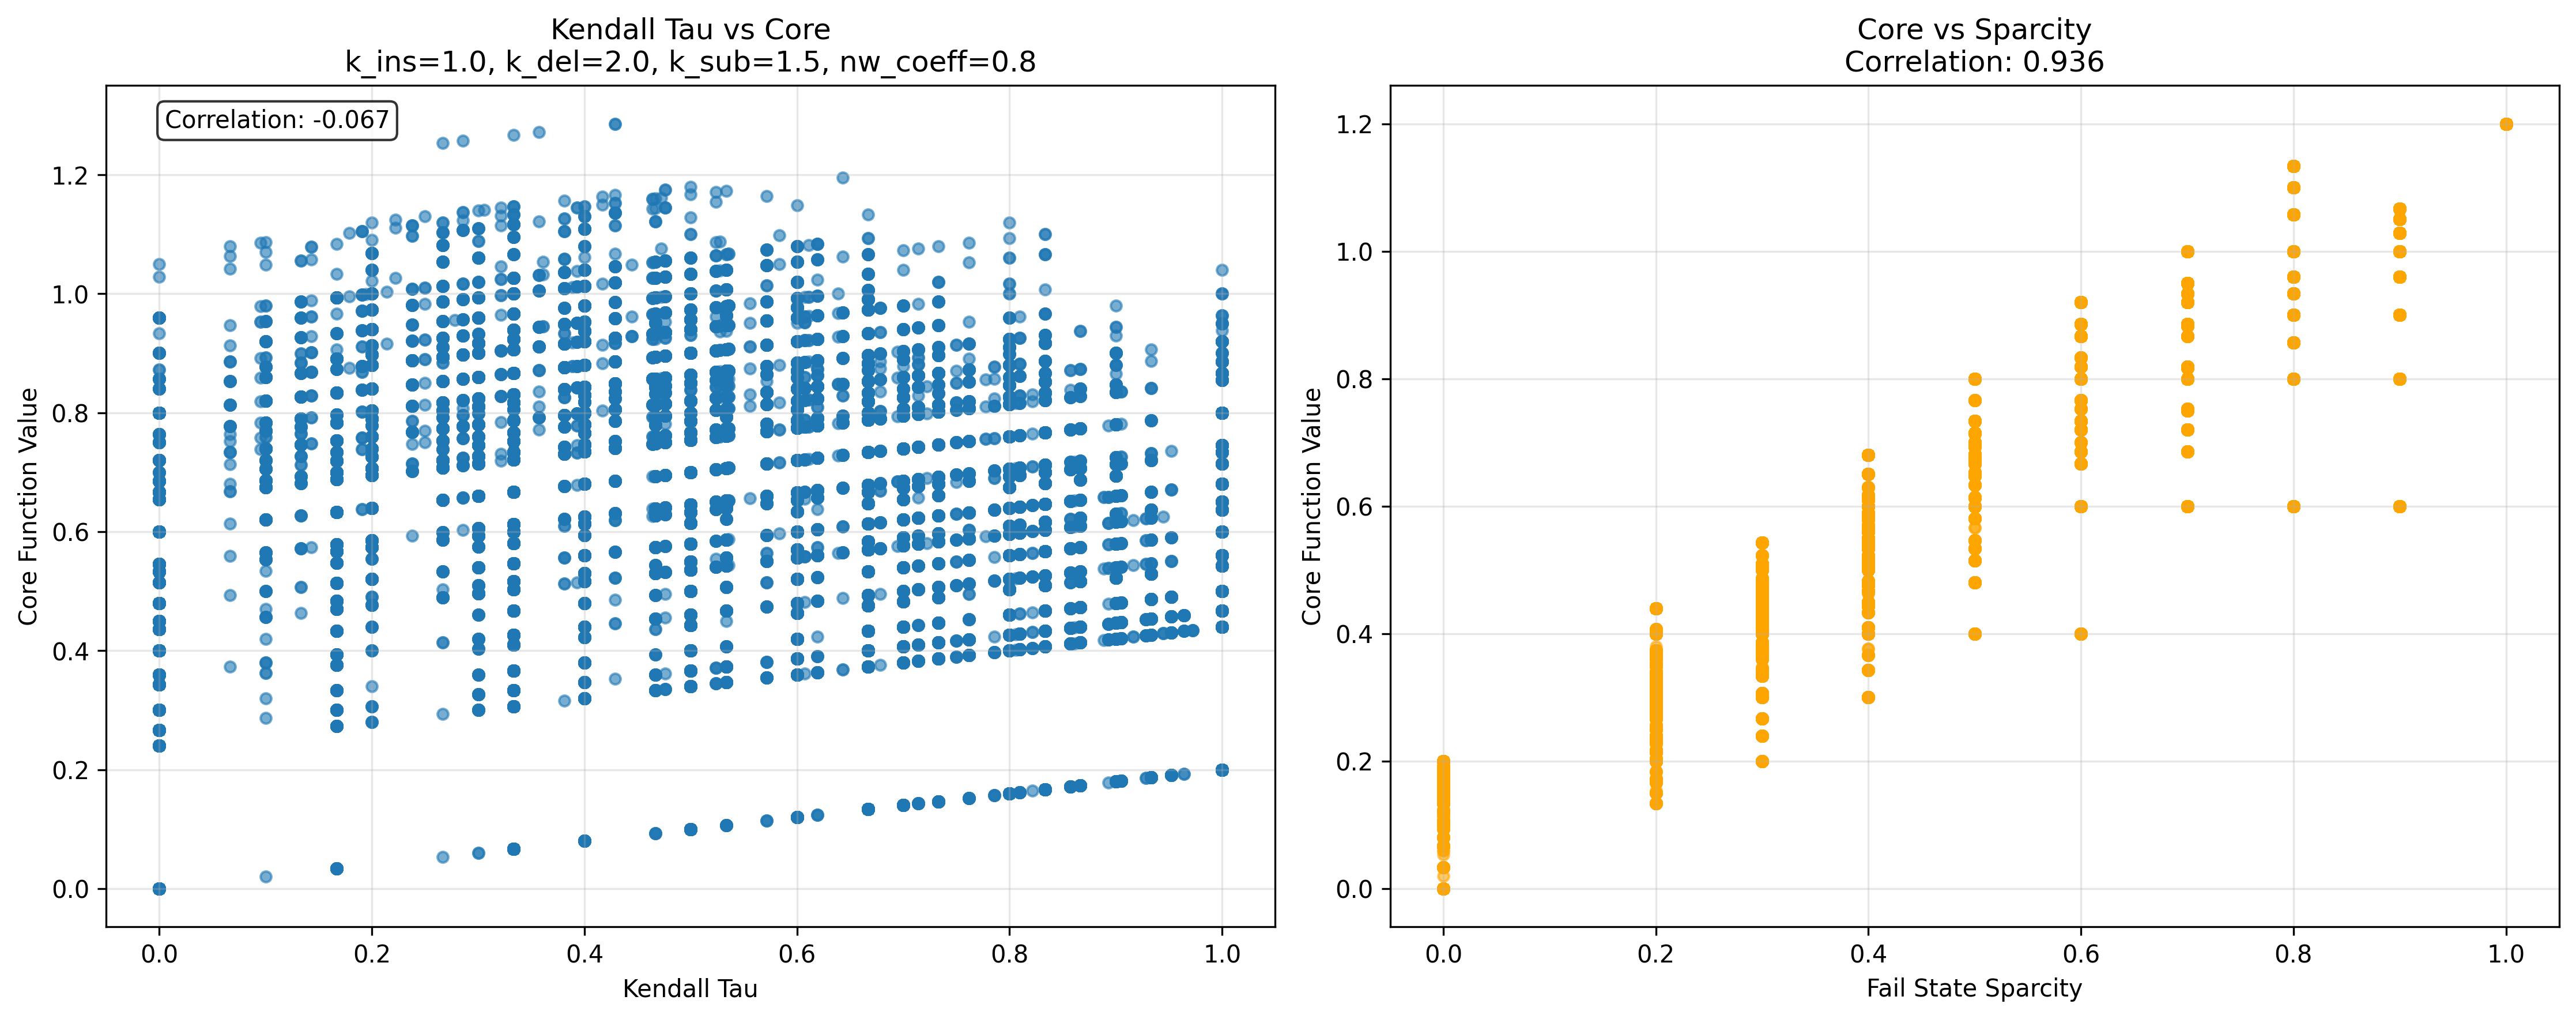 Kendall Tau vs Core
k_ins=1.0, k_del=2.0, k_sub=1.5, nw_coeff=0.8
Correlation: -0.067
Core Function Value
1.2
1.0
0.8
0.6
0.4
0.2
0.0
0.0 0.2 0.4 0.6 0.8 1.0
Kendall Tau
Core vs Sparcity
Correlation: 0.936
Core Function Value
1.2
1.0
0.8
0.6
0.4
0.2
0.0
0.0 0.2 0.4 0.6 0.8 1.0
Fail State Sparcity